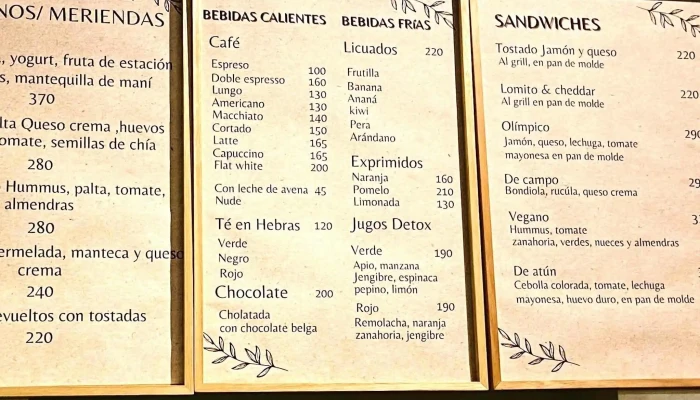 NOS/ MERIENDAS
, yogurt, fruta de estación
s, mantequilla de maní
370
lta Queso crema ,huevos
omate, semillas de chía
280
Hummus, palta, tomate,
almendras
280
ermelada, manteca y queso
crema
240
evueltos con tostadas
220
BEBIDAS CALIENTES
Café
Espreso 100
Doble espresso 160
Lungo 130
Americano 130
Macchiato 140
Cortado 150
Latte 165
Capuccino 165
Flat white 200
Con leche de avena 45
Nude
Té en Hebras 120
Verde
Negro
Rojo
Chocolate 200
Cholatada
con chocolate belga
BEBIDAS FRÍAS
Licuados 220
Frutilla
Banana
Ananá
kiwi
Pera
Arándano
Exprimidos
Naranja 160
Pomelo 210
Limonada 130
Jugos Detox
Verde 190
Apio, manzana
Jengibre, espinaca
pepino, limón
Rojo 190
Remolacha, naranja
zanahoria, jengibre
SANDWICHES
Tostado Jamón y queso 220
Al grill, en pan de molde
Lomito & cheddar 220
Al grill en pan de molde
Olímpico 290
Jamón, queso, lechuga, tomate
mayonesa en pan de molde
De campo 29
Bondiola, rucúla, queso crema
Vegano 3
Hummus, tomate
zanahoria, verdes, nueces y almendras
De atún
Cebolla colorada, tomate, lechuga
mayonesa, huevo duro, en pan de molde